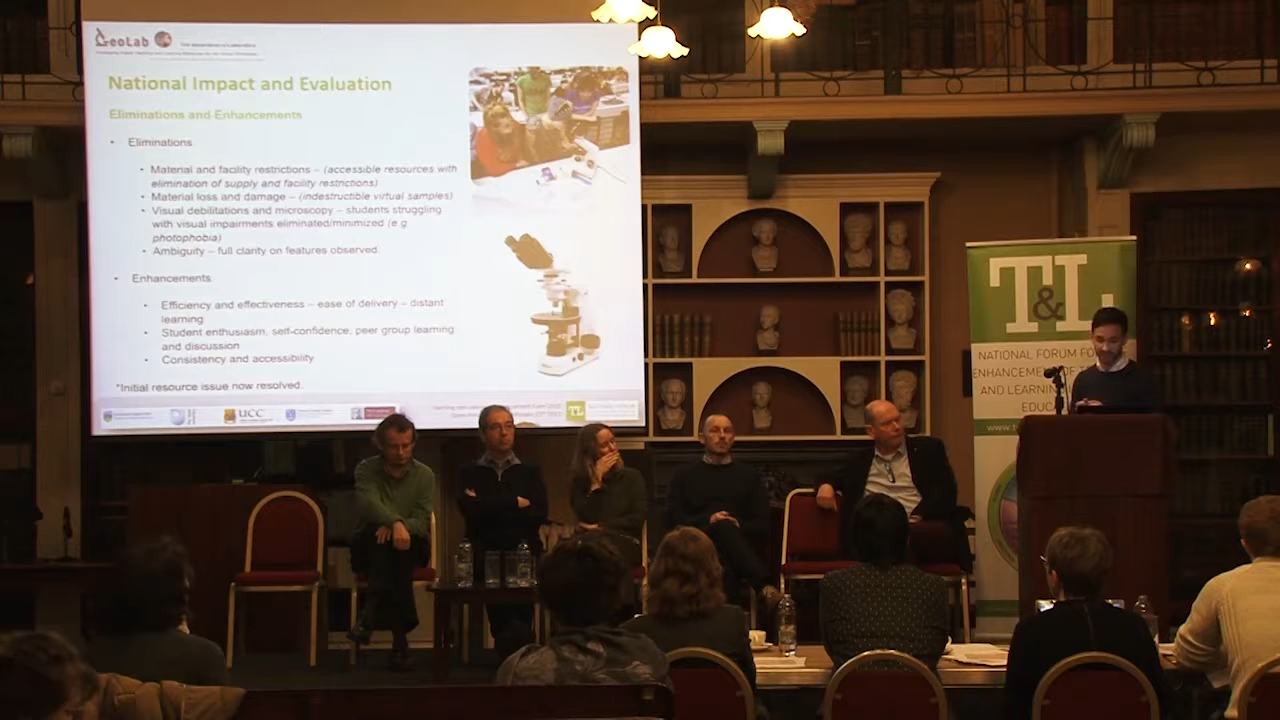 GeoLab
National Impact and Evaluation
Eliminations and Enhancements
• Eliminations
• Material and facility restrictions – (accessible resources with
elimination of supply and facility restrictions)
• Material loss and damage – (indestructible virtual samples)
• Visual debilitations and microscopy – students struggling
with visual impairments eliminated/minimized (e.g
photophobia)
• Ambiguity – full clarity on features observed.
• Enhancements
• Efficiency and effectiveness – ease of delivery – distant
learning
• Student enthusiasm, self-confidence, peer group learning
and discussion
• Consistency and accessibility
*Initial resource issue now resolved.
UCC
T&L
T&L.
NATIONAL FORUM FO
ENHANCEMENT OF T
AND LEARNI
EDUC
www.t